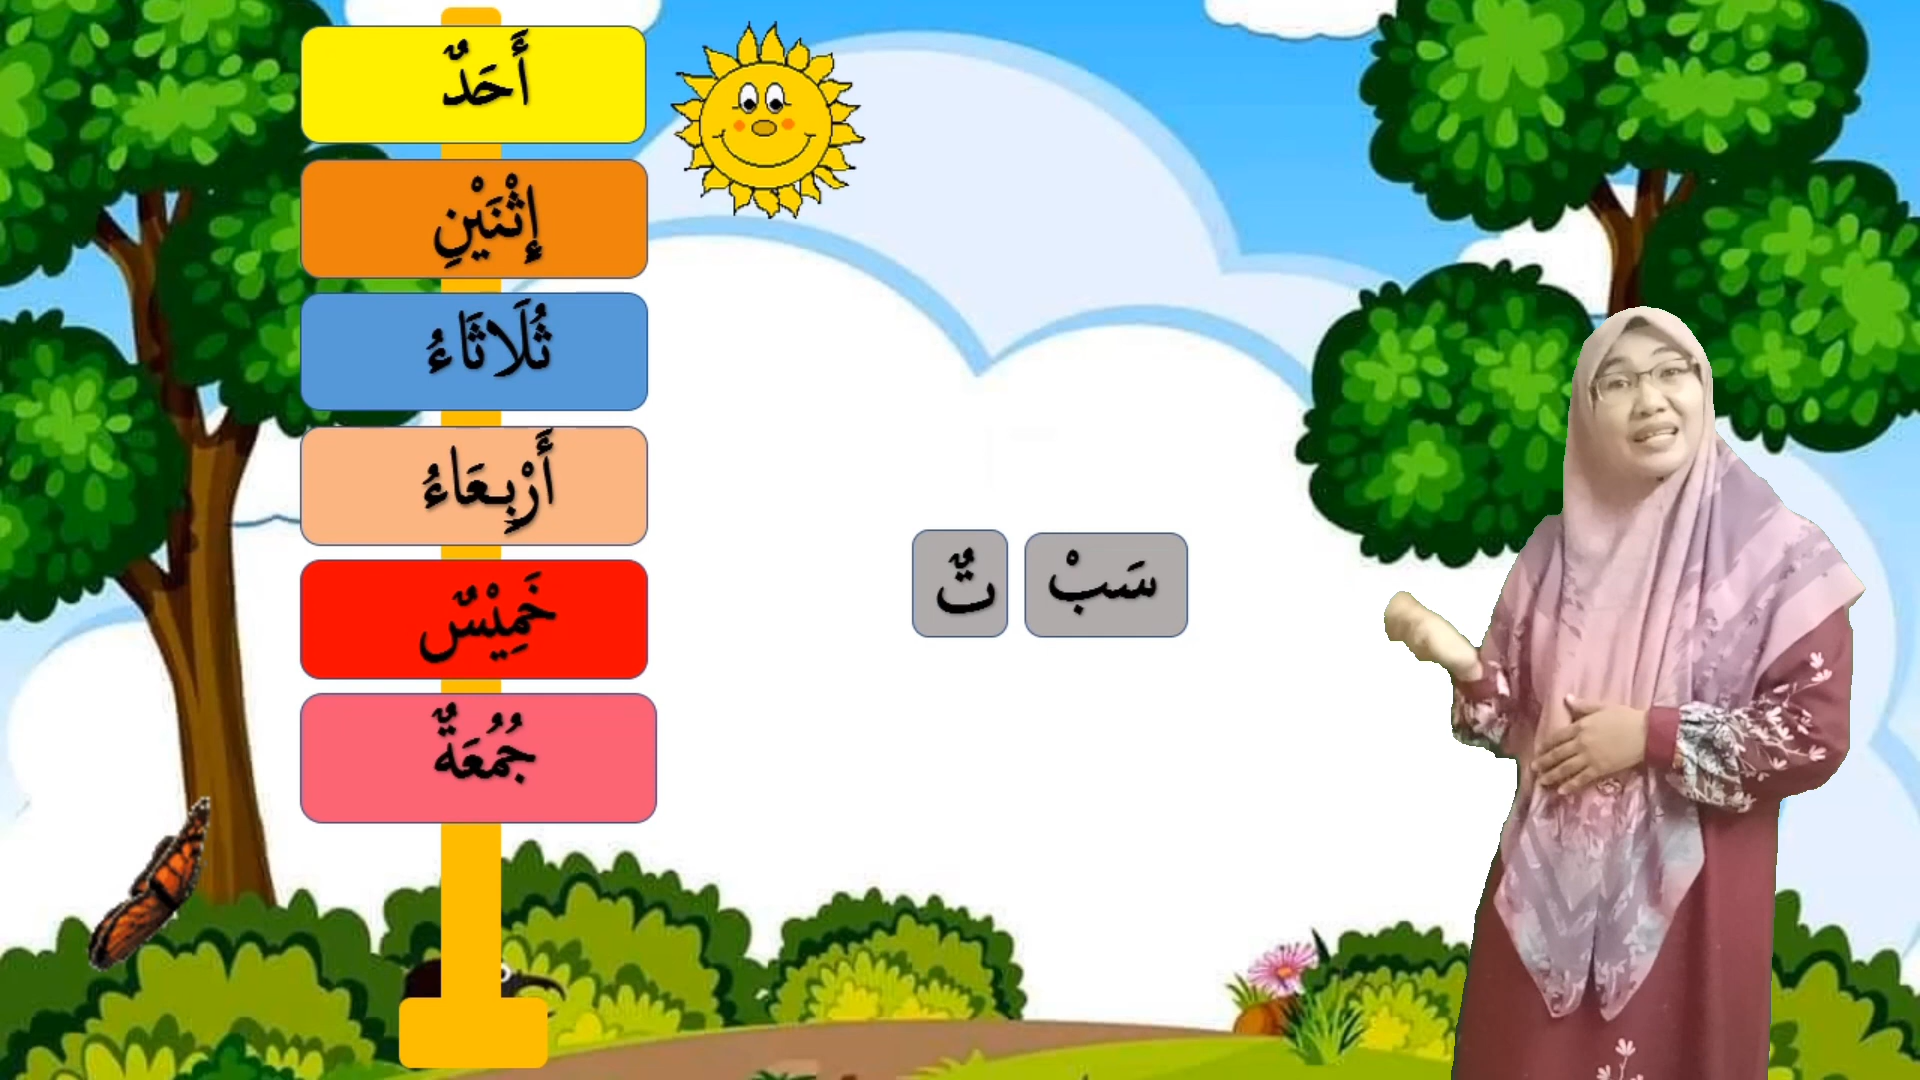 أَحَدٌ
إِثْنَيْنِ
ثُلَاثَاءُ
أَرْبِعَاءُ
خَمِيْسٌ
جُمُعَةٌ
سَبْ تٌ